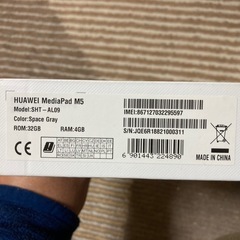 HUAWEI MediaPad M5
Model:SHT-AL09
Color:Space Gray
ROM:32GB RAM:4GB
IMEI:867127032295597
S/N:JQE6R18821000311
6 901443 224890
MADE IN CHINA